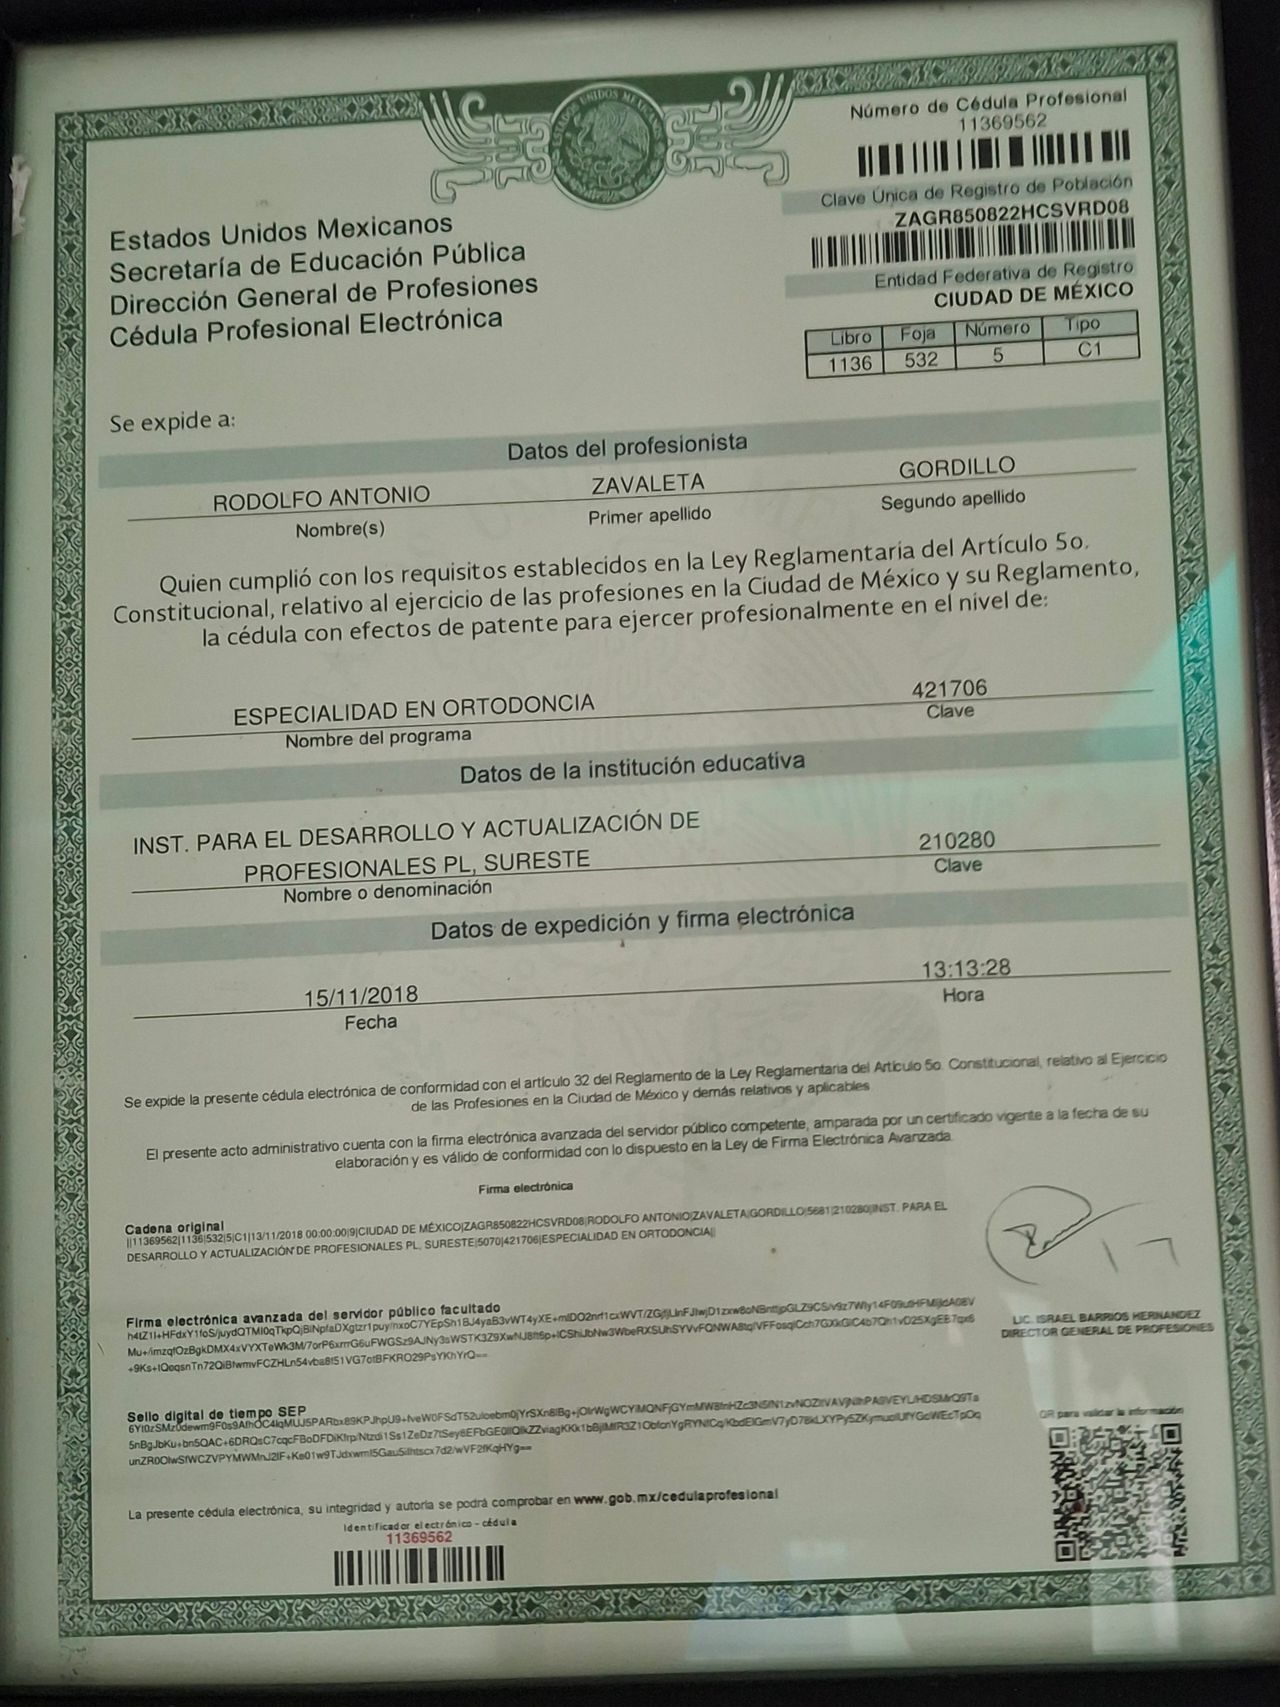 ESTADOS UNIDOS MEXICANOS
Número de Cédula Profesional
11369562
Clave Única de Registro de Población
ZAGR850822HCSVRD08
Entidad Federativa de Registro
CIUDAD DE MÉXICO
Libro Foja Número Tipo
1136 532 5 C1
Estados Unidos Mexicanos
Secretaría de Educación Pública
Dirección General de Profesiones
Cédula Profesional Electrónica
Se expide a:
Datos del profesionista
RODOLFO ANTONIO ZAVALETA GORDILLO
Nombre(s) Primer apellido Segundo apellido
Quien cumplió con los requisitos establecidos en la Ley Reglamentaria del Artículo 5o.
Constitucional, relativo al ejercicio de las profesiones en la Ciudad de México y su Reglamento,
la cédula con efectos de patente para ejercer profesionalmente en el nivel de:
ESPECIALIDAD EN ORTODONCIA 421706
Nombre del programa Clave
Datos de la institución educativa
INST. PARA EL DESARROLLO Y ACTUALIZACIÓN DE
PROFESIONALES PL, SURESTE 210280
Nombre o denominación Clave
Datos de expedición y firma electrónica
15/11/2018 13:13:28
Fecha Hora
Se expide la presente cédula electrónica de conformidad con el artículo 32 del Reglamento de la Ley Reglamentaria del Artículo 5o. Constitucional, relativo al Ejercicio
de las Profesiones en la Ciudad de México y demás relativos y aplicables
El presente acto administrativo cuenta con la firma electrónica avanzada del servidor público competente, amparada por un certificado vigente a la fecha de su
elaboración y es válido de conformidad con lo dispuesto en la Ley de Firma Electrónica Avanzada.
Firma electrónica
Cadena original
||11369562|1136|532|5|C1|13/11/2018 00:00:00|9|CIUDAD DE MÉXICO|ZAGR850822HCSVRD08|RODOLFO ANTONIO|ZAVALETA|GORDILLO|5681|210280|INST. PARA EL
DESARROLLO Y ACTUALIZACIÓN DE PROFESIONALES PL, SURESTE|5070|421706|ESPECIALIDAD EN ORTODONCIA||
Firma electrónica avanzada del servidor público facultado
LIC. ISRAEL BARRIOS HERNANDEZ
DIRECTOR GENERAL DE PROFESIONES
Sello digital de tiempo SEP
QR para validar la información
La presente cédula electrónica, su integridad y autoría se podrá comprobar en www.gob.mx/cedulaprofesional
Identificador electrónico - cédula
11369562